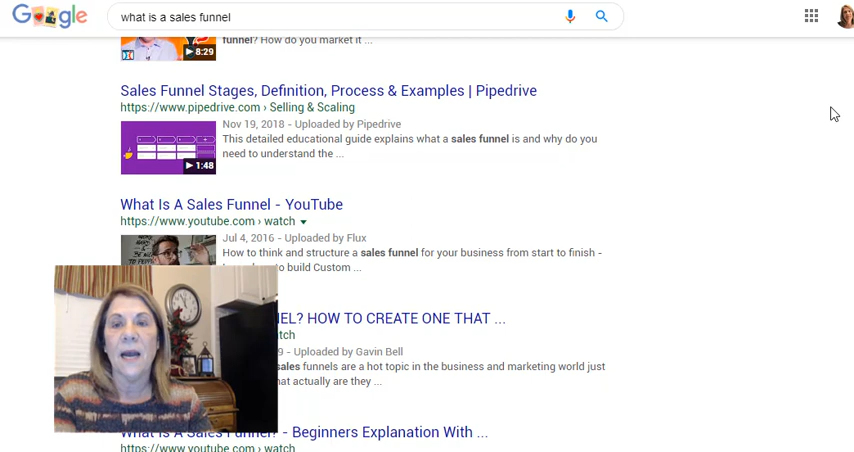 Google
what is a sales funnel
funnel? How do you market it ...
8:29
Sales Funnel Stages, Definition, Process & Examples | Pipedrive
https://www.pipedrive.com › Selling & Scaling
Nov 19, 2018 - Uploaded by Pipedrive
This detailed educational guide explains what a sales funnel is and why do you
need to understand the ...
1:48
What Is A Sales Funnel - YouTube
https://www.youtube.com › watch
Jul 4, 2016 - Uploaded by Flux
How to think and structure a sales funnel for your business from start to finish -
to build Custom ...
EL? HOW TO CREATE ONE THAT ...
tch
9 - Uploaded by Gavin Bell
sales funnels are a hot topic in the business and marketing world just
at actually are they ...
What Is A Sales Funnel? - Beginners Explanation With ...
https://www.youtube.com › watch